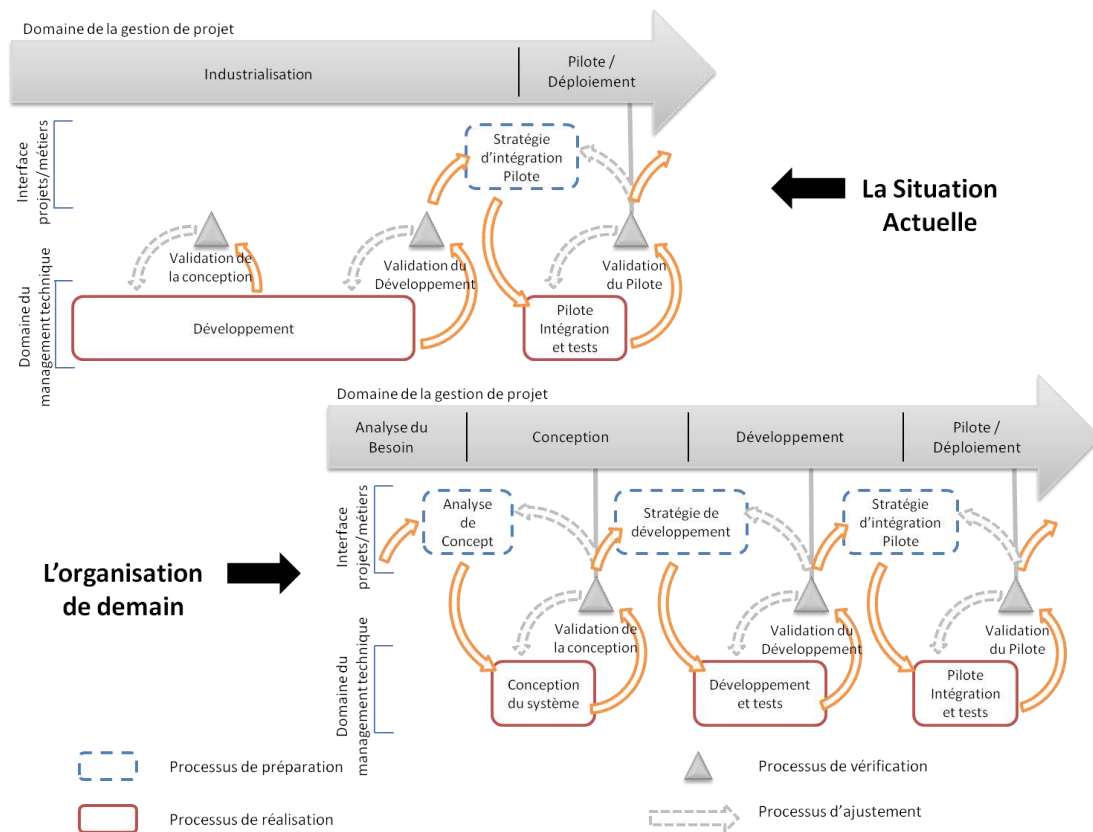 Domaine de la gestion de projet
Industrialisation
Pilote /
Déploiement
Interface
projets/métiers
Stratégie
d'intégration
Pilote
La Situation
Actuelle
Validation de
la conception
Validation du
Développement
Validation
du Pilote
Domaine du
management technique
Développement
Pilote
Intégration
et tests
Domaine de la gestion de projet
Analyse du
Besoin
Conception
Développement
Pilote /
Déploiement
Interface
projets/métiers
Analyse
de
Concept
Stratégie de
développement
Stratégie
d'intégration
Pilote
L'organisation
de demain
Validation de
la conception
Validation du
Développement
Validation
du Pilote
Domaine du
management technique
Conception
du système
Développement
et tests
Pilote
Intégration
et tests
Processus de préparation
Processus de vérification
Processus de réalisation
Processus d'ajustement